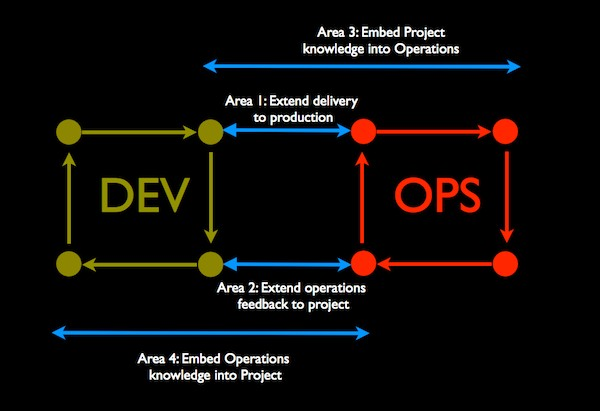 Area 3: Embed Project
knowledge into Operations
Area 1: Extend delivery
to production
DEV
OPS
Area 2: Extend operations
feedback to project
Area 4: Embed Operations
knowledge into Project